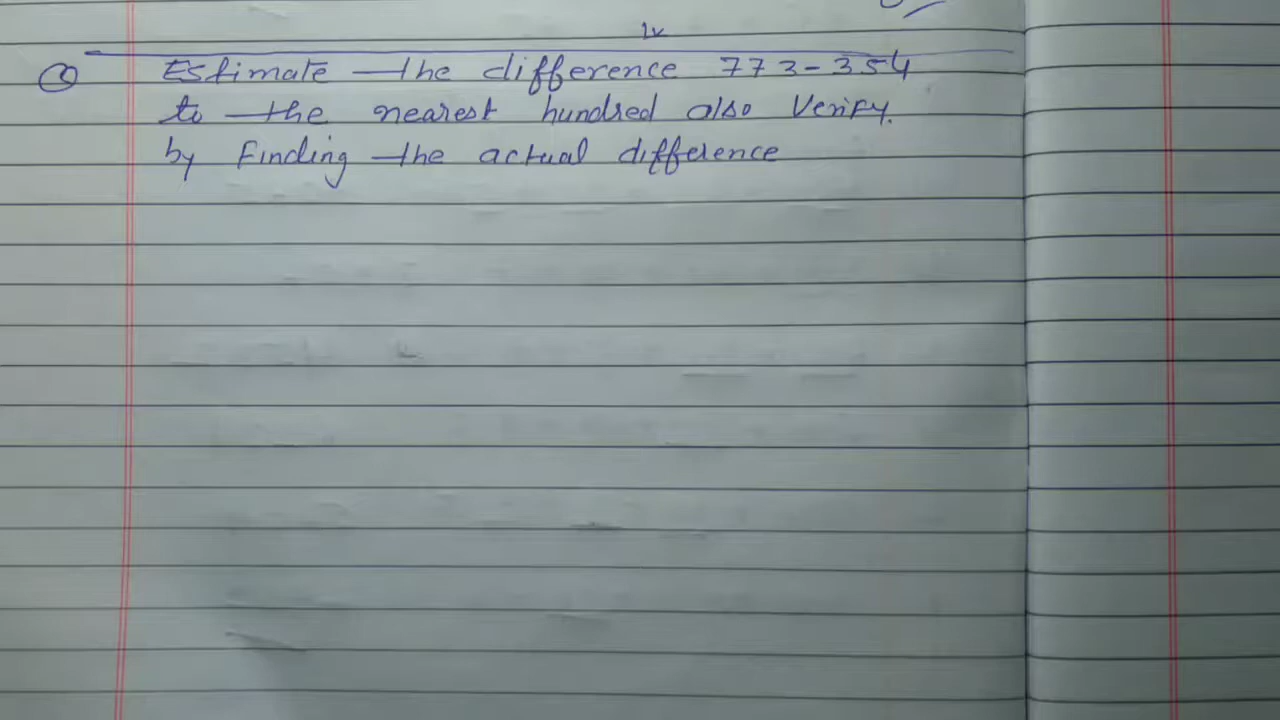 Q Estimate the difference 773-354
to the nearest hundred also Verify.
by Finding the actual difference